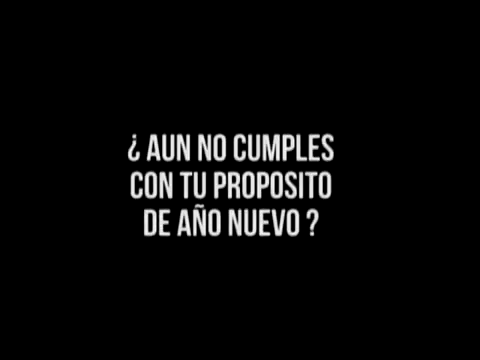 ¿ AUN NO CUMPLES
CON TU PROPOSITO
DE AÑO NUEVO ?